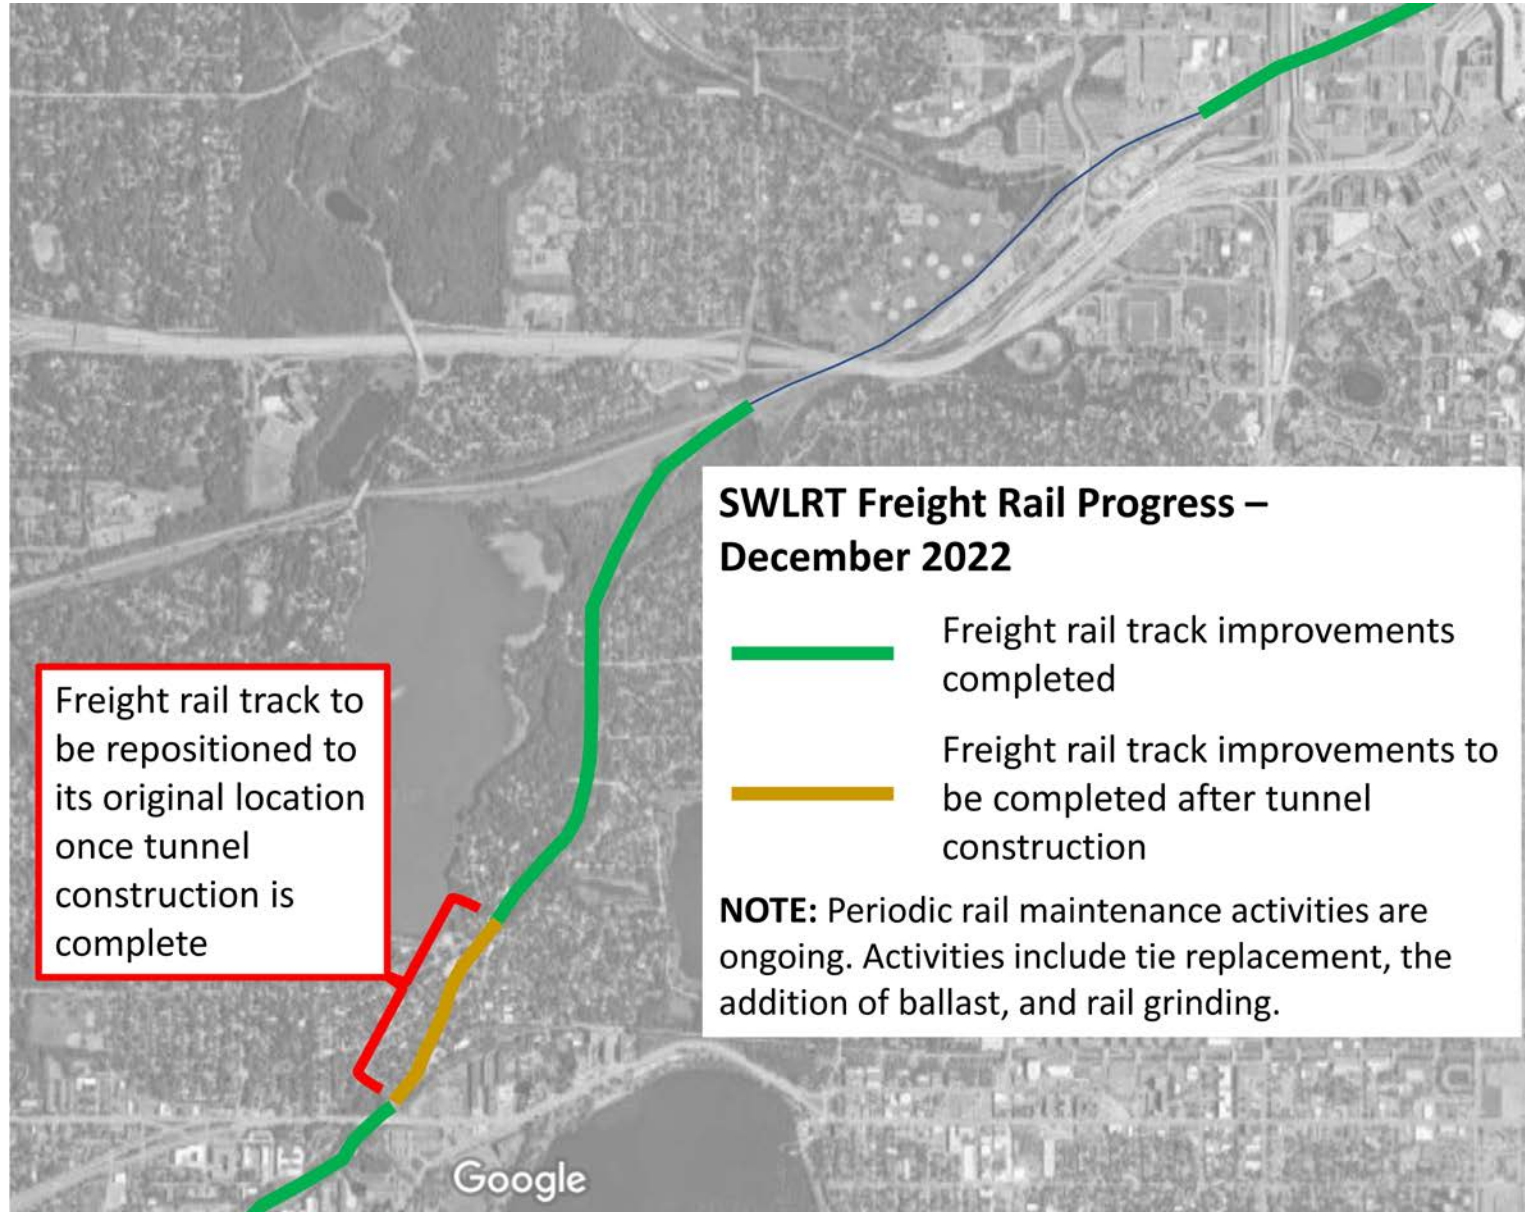 SWLRT Freight Rail Progress –
December 2022
Freight rail track improvements
completed
Freight rail track improvements to
be completed after tunnel
construction
NOTE: Periodic rail maintenance activities are
ongoing. Activities include tie replacement, the
addition of ballast, and rail grinding.
Freight rail track to
be repositioned to
its original location
once tunnel
construction is
complete
Google